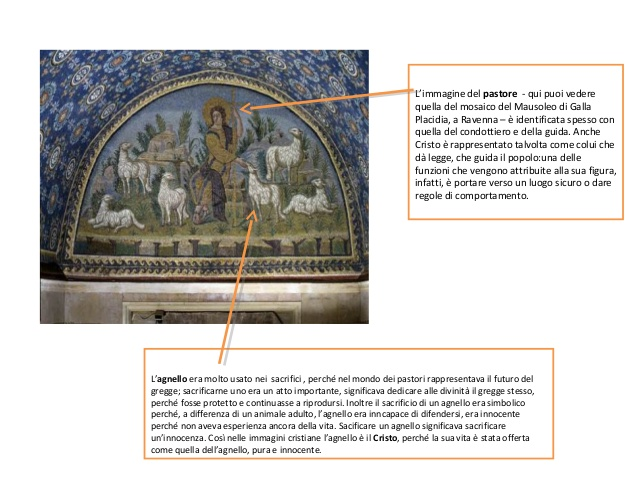 L'immagine del pastore - qui puoi vedere
quella del mosaico del Mausoleo di Galla
Placidia, a Ravenna – è identificata spesso con
quella del condottiero e della guida. Anche
Cristo è rappresentato talvolta come colui che
dà legge, che guida il popolo:una delle
funzioni che vengono attribuite alla sua figura,
infatti, è portare verso un luogo sicuro o dare
regole di comportamento.
L'agnello era molto usato nei sacrifici , perché nel mondo dei pastori rappresentava il futuro del
gregge; sacrificarne uno era un atto importante, significava dedicare alle divinità il gregge stesso,
perché fosse protetto e continuasse a riprodursi. Inoltre il sacrificio di un agnello era simbolico
perché, a differenza di un animale adulto, l'agnello era inncapace di difendersi, era innocente
perché non aveva esperienza ancora della vita. Sacificare un agnello significava sacrificare
un'innocenza. Così nelle immagini cristiane l'agnello è il Cristo, perché la sua vita è stata offerta
come quella dell'agnello, pura e innocente.